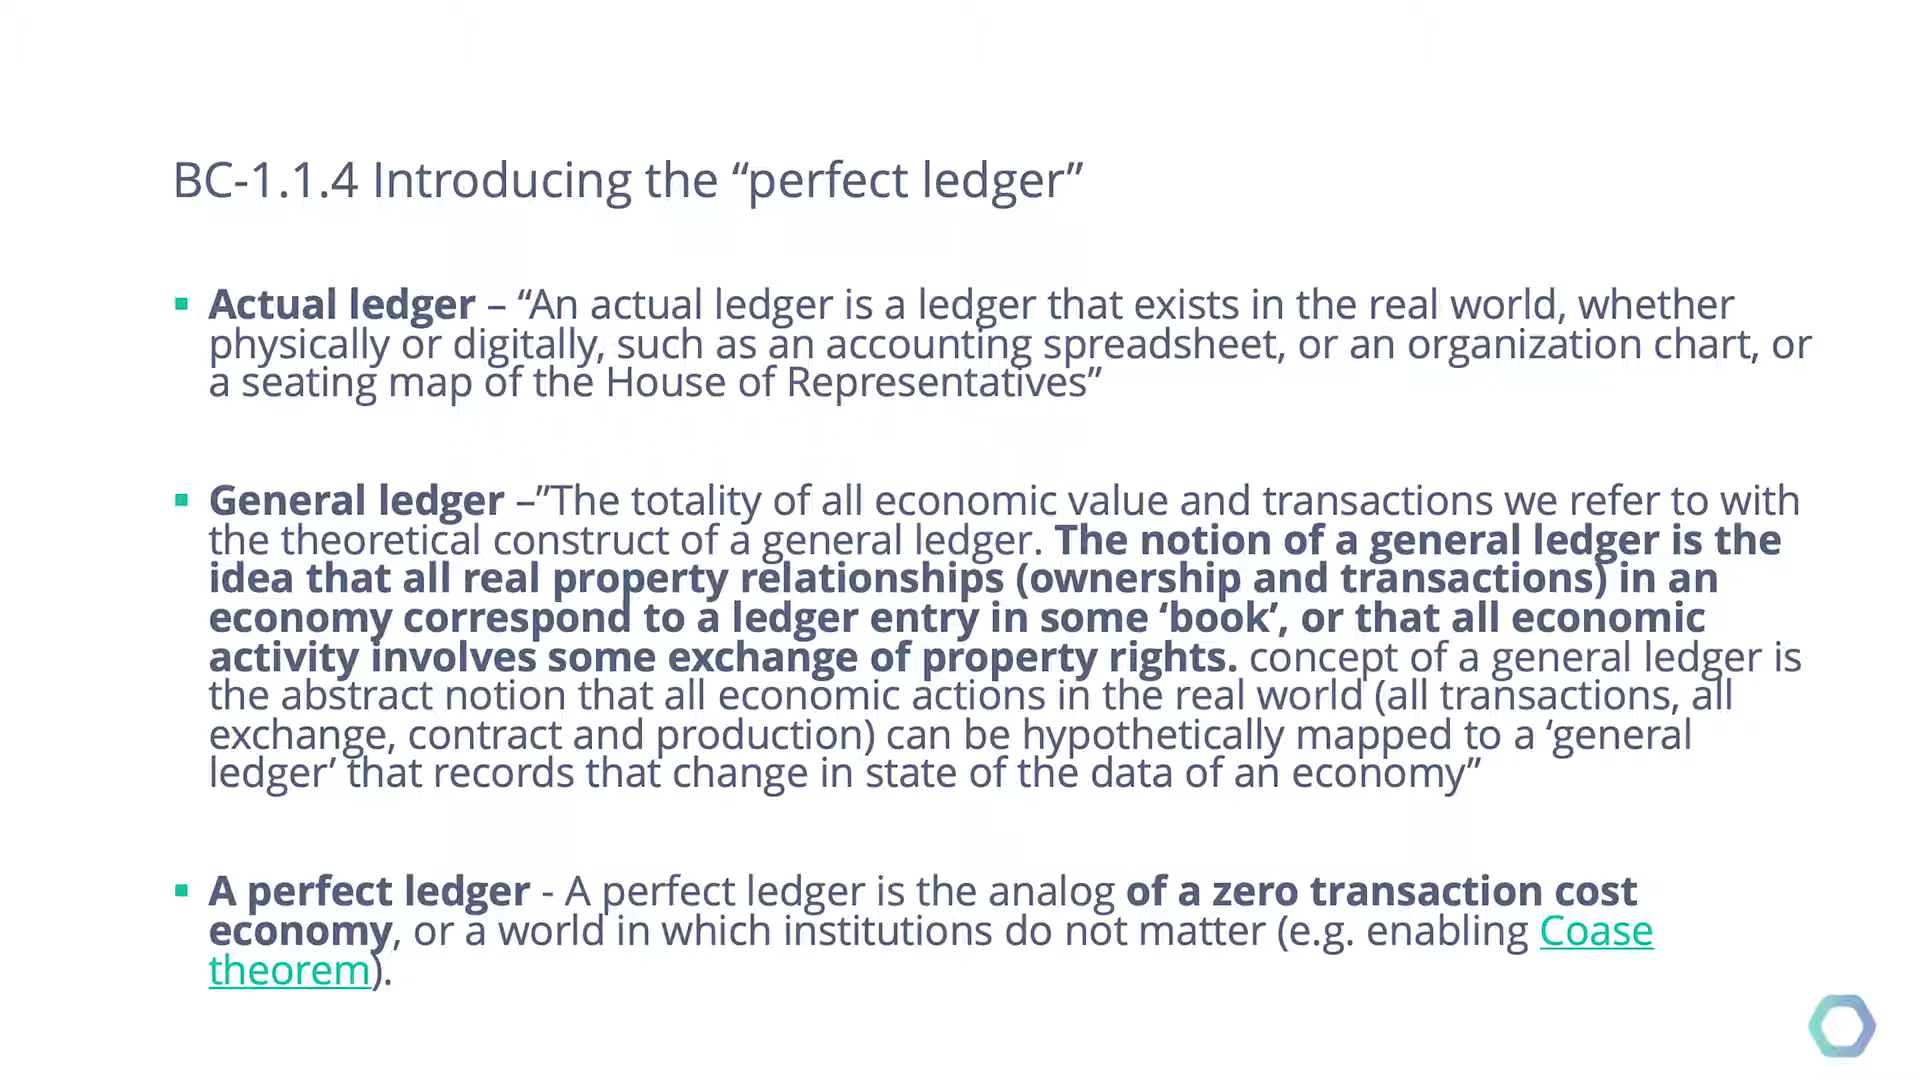 BC-1.1.4 Introducing the “perfect ledger”
▪ Actual ledger – “An actual ledger is a ledger that exists in the real world, whether
physically or digitally, such as an accounting spreadsheet, or an organization chart, or
a seating map of the House of Representatives”
▪ General ledger –”The totality of all economic value and transactions we refer to with
the theoretical construct of a general ledger. The notion of a general ledger is the
idea that all real property relationships (ownership and transactions) in an
economy correspond to a ledger entry in some ‘book’, or that all economic
activity involves some exchange of property rights. concept of a general ledger is
the abstract notion that all economic actions in the real world (all transactions, all
exchange, contract and production) can be hypothetically mapped to a ‘general
ledger’ that records that change in state of the data of an economy”
▪ A perfect ledger - A perfect ledger is the analog of a zero transaction cost
economy, or a world in which institutions do not matter (e.g. enabling Coase
theorem).